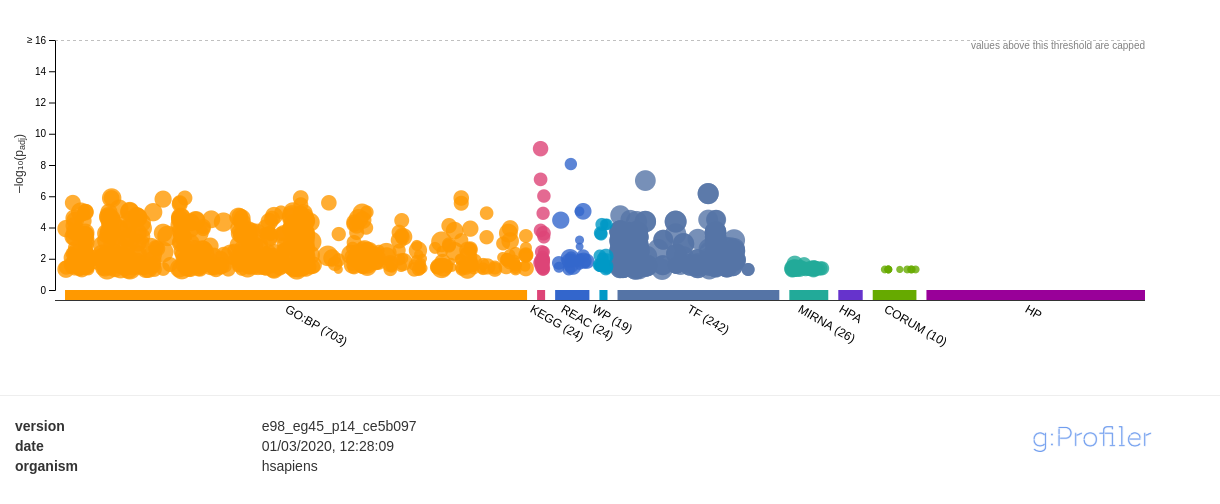 ≥ 16
values above this threshold are capped
14
12
10
8
6
4
2
0
–log₁₀(p_adj)
GO:BP (703)
KEGG (24)
REAC (24)
WP (19)
TF (242)
MIRNA (26)
HPA
CORUM (10)
HP
version e98_eg45_p14_ce5b097
date 01/03/2020, 12:28:09
organism hsapiens
g:Profiler